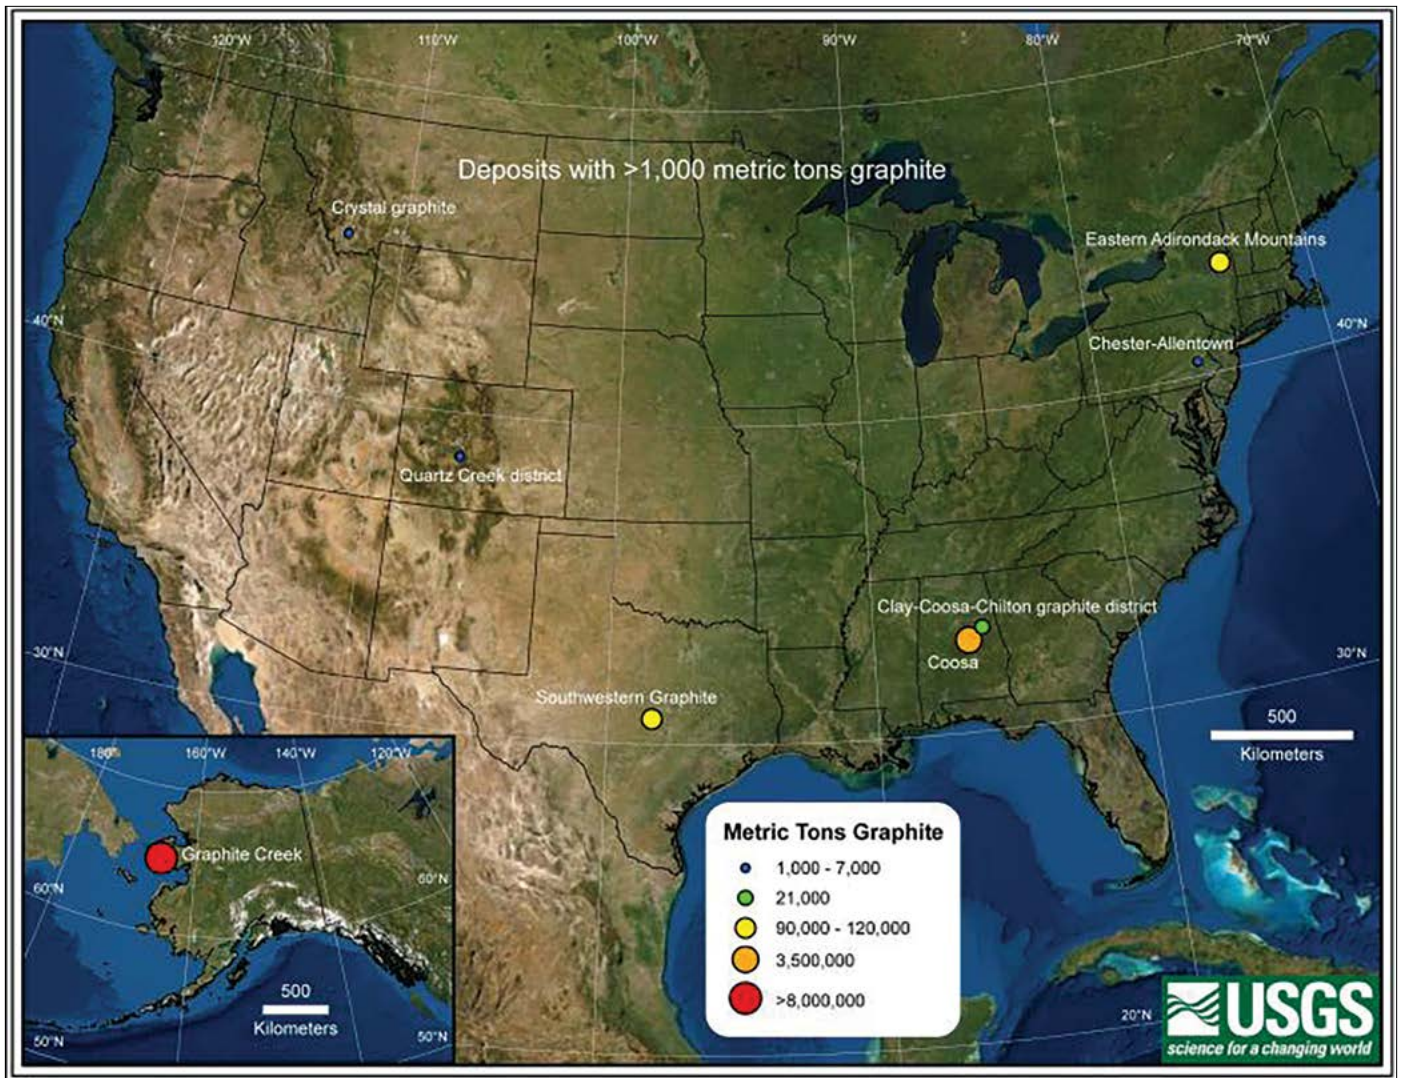 120°W
110°W
100°W
90°W
80°W
70°W
Deposits with >1,000 metric tons graphite
Crystal graphite
Eastern Adirondack Mountains
40°N
40°N
Chester-Allentown
Quartz Creek district
Clay-Coosa-Chilton graphite district
30°N
30°N
Coosa
Southwestern Graphite
500
Kilometers
180°
160°W
140°W
120°W
Graphite Creek
60°N
60°N
500
Kilometers
50°N
50°N
Metric Tons Graphite
1,000 - 7,000
21,000
90,000 - 120,000
3,500,000
>8,000,000
20°N
USGS
science for a changing world